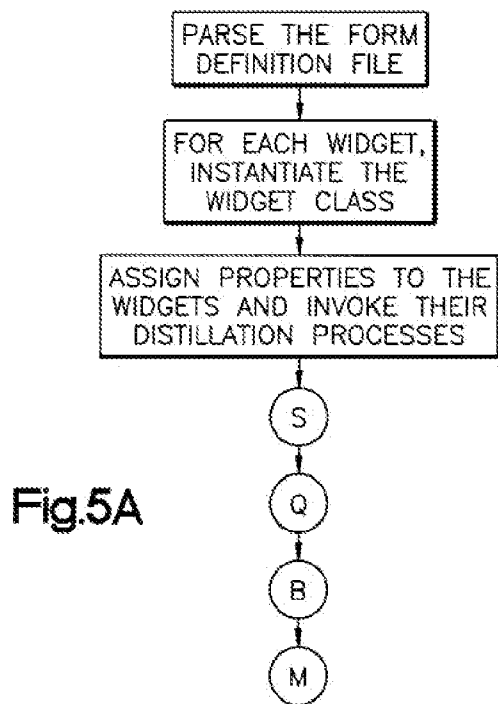 PARSE THE FORM
DEFINITION FILE
FOR EACH WIDGET,
INSTANTIATE THE
WIDGET CLASS
ASSIGN PROPERTIES TO THE
WIDGETS AND INVOKE THEIR
DISTILLATION PROCESSES
S
Q
B
M
Fig.5A